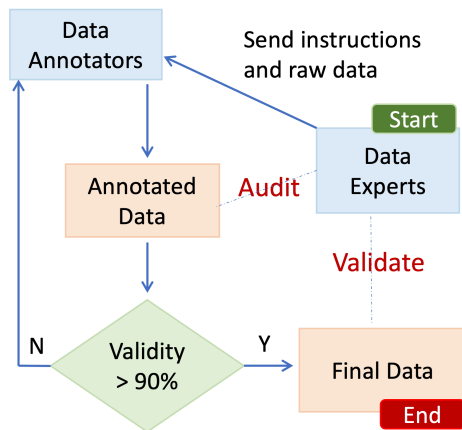 Data
Annotators
Send instructions
and raw data
Start
Data
Experts
Annotated
Data
Audit
Validate
N
Validity
> 90%
Y
Final Data
End